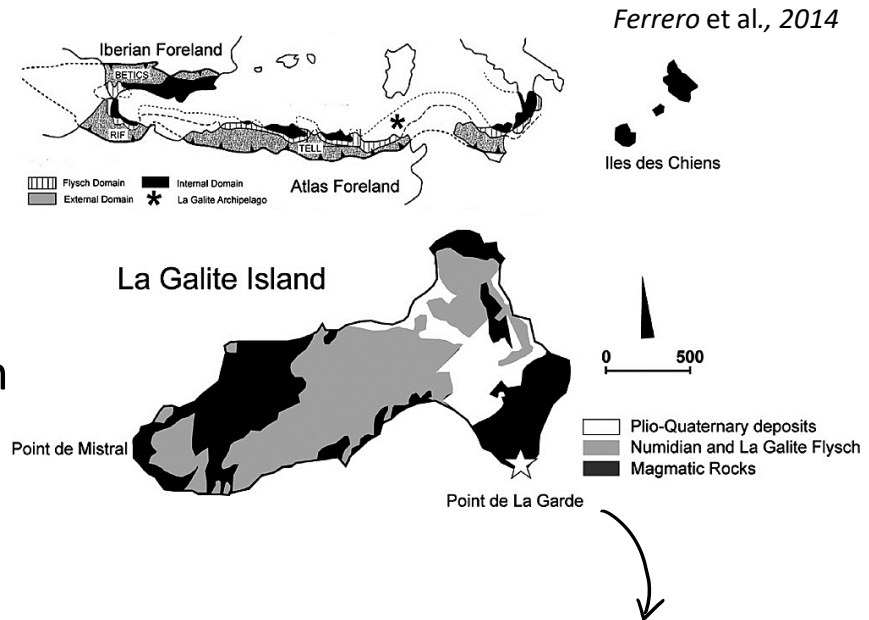 Ferrero et al., 2014
Iberian Foreland
BETICS
RIF
TELL
Atlas Foreland
Flysch Domain
Internal Domain
External Domain
La Galite Archipelago
Iles des Chiens
La Galite Island
0 500
Point de Mistral
Plio-Quaternary deposits
Numidian and La Galite Flysch
Magmatic Rocks
Point de La Garde